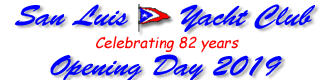 San Luis Yacht Club
Celebrating 82 years
Opening Day 2019